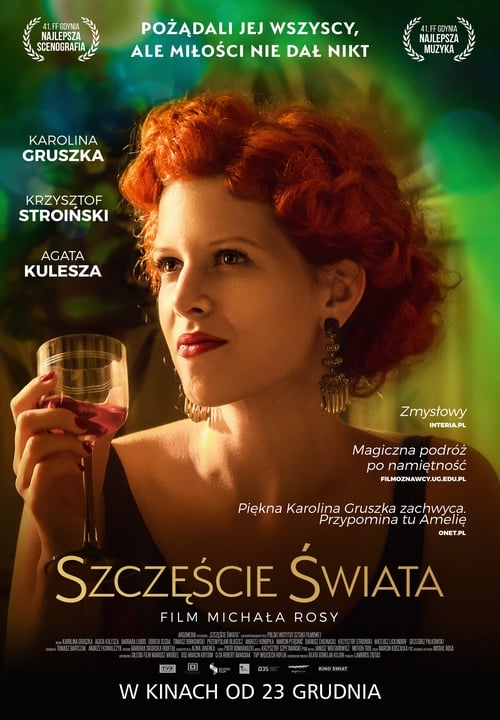 41. FF GDYNIA
NAJLEPSZA
SCENOGRAFIA
POŻĄDALI JEJ WSZYSCY,
ALE MIŁOŚCI NIE DAŁ NIKT
41. FF GDYNIA
NAJLEPSZA
MUZYKA
KAROLINA
GRUSZKA
KRZYSZTOF
STROIŃSKI
AGATA
KULESZA
Zmysłowy
INTERIA.PL
Magiczna podróż
po namiętność
FILMOZNAWCY.UG.EDU.PL
Piękna Karolina Gruszka zachwyca.
Przypomina tu Amelię
ONET.PL
SZCZĘŚCIE ŚWIATA
FILM MICHAŁA ROSY
KINO ŚWIAT
W KINACH OD 23 GRUDNIA